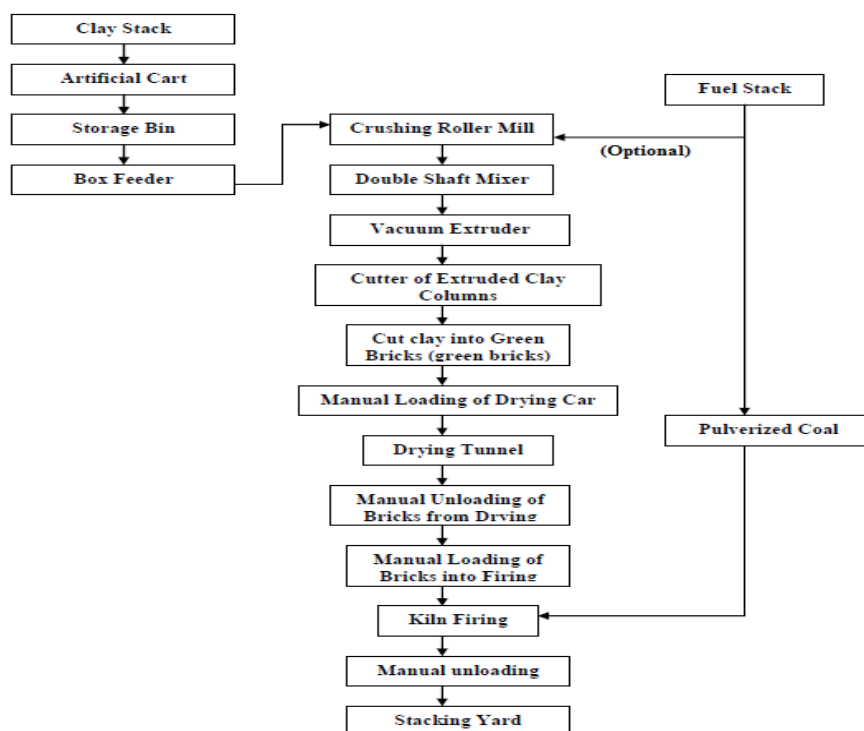 Clay Stack
Artificial Cart
Storage Bin
Box Feeder
Fuel Stack
Crushing Roller Mill
(Optional)
Double Shaft Mixer
Vacuum Extruder
Cutter of Extruded Clay
Columns
Cut clay into Green
Bricks (green bricks)
Manual Loading of Drying Car
Pulverized Coal
Drying Tunnel
Manual Unloading of
Bricks from Drying
Manual Loading of
Bricks into Firing
Kiln Firing
Manual unloading
Stacking Yard